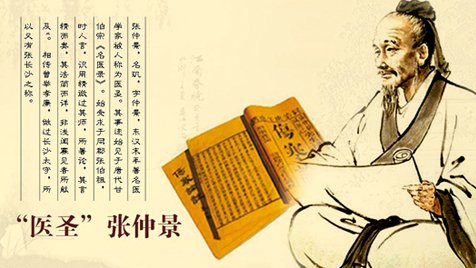 张仲景，名玑，字仲景，东汉末年著名医
学家被人称为医圣。其事迹始见于唐代甘
伯宗《名医录》。始受术于同郡张伯祖，
时人言，识用精微过其师，所著论，其言
精而奥，其法简而详，非浅闻寡见者所能
及。相传曾举孝廉，做过长沙太守，所
以又有张长沙之称。
傷寒
“医圣”张仲景